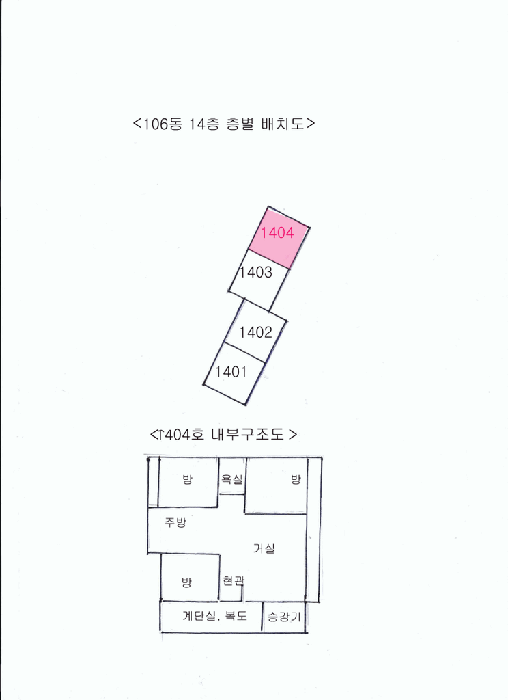 <106동 14층 층별 배치도>
1404
1403
1402
1401
<1404호 내부구조도>
방 욕실 방
주방
거실
방 현관
계단실, 복도 승강기